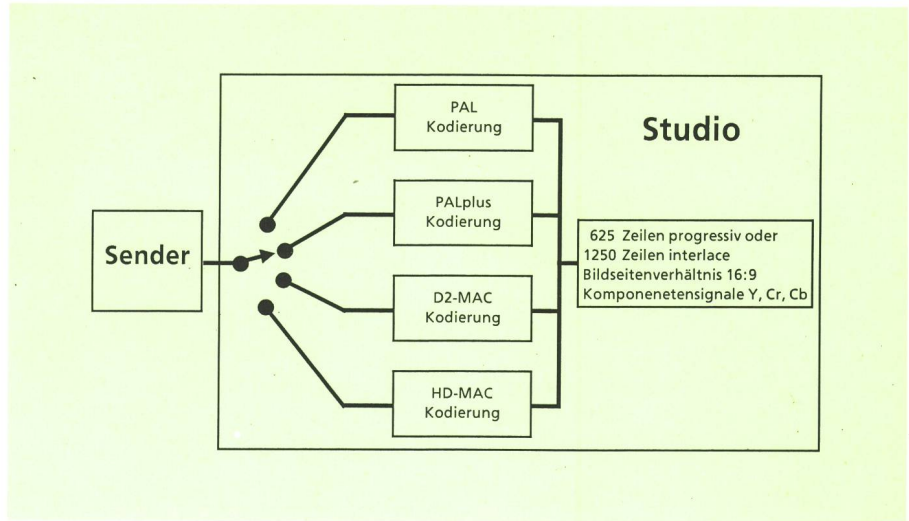 PAL
Kodierung
Studio
PALplus
Kodierung
Sender
625 Zeilen progressiv oder
1250 Zeilen interlace
Bildseitenverhältnis 16:9
Komponenetensignale Y, Cr, Cb
D2-MAC
Kodierung
HD-MAC
Kodierung